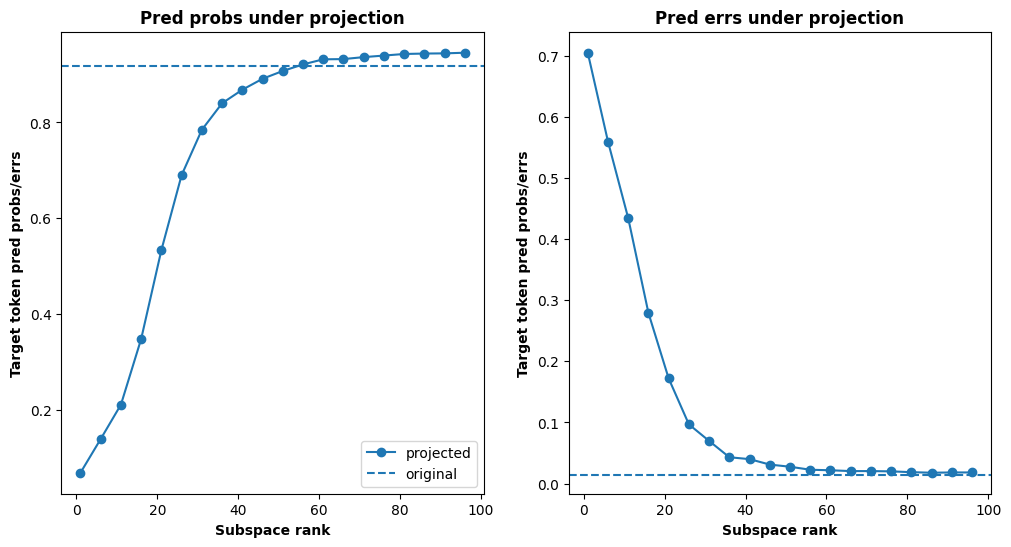 Pred probs under projection
Target token pred probs/errs
0.8
0.6
0.4
0.2
0 20 40 60 80 100
Subspace rank
projected
original
Pred errs under projection
Target token pred probs/errs
0.7
0.6
0.5
0.4
0.3
0.2
0.1
0.0
0 20 40 60 80 100
Subspace rank